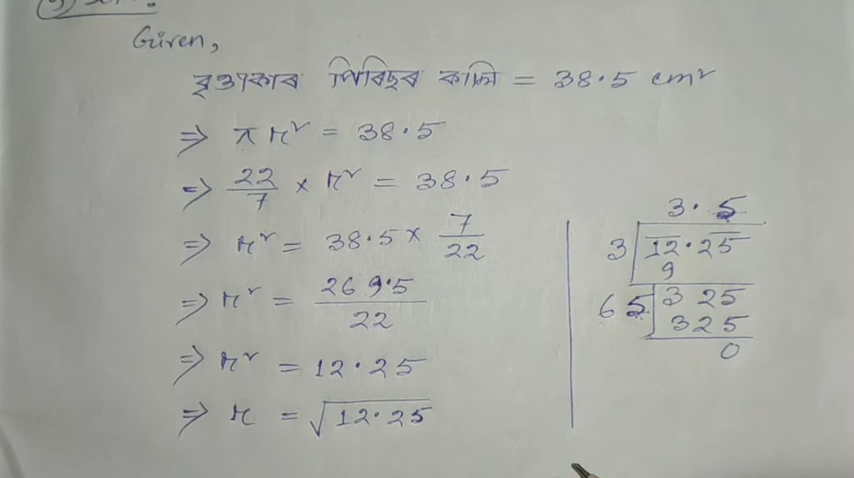 Given,
বৃত্তাকাৰ পিৰিছৰ কালি = 38.5 cm²
⇒ πr² = 38.5
⇒ 22/7 × r² = 38.5
⇒ r² = 38.5 × 7/22
⇒ r² = 269.5/22
⇒ r² = 12.25
⇒ r = √12.25
3.5
3 12.25
9
65 325
325
0